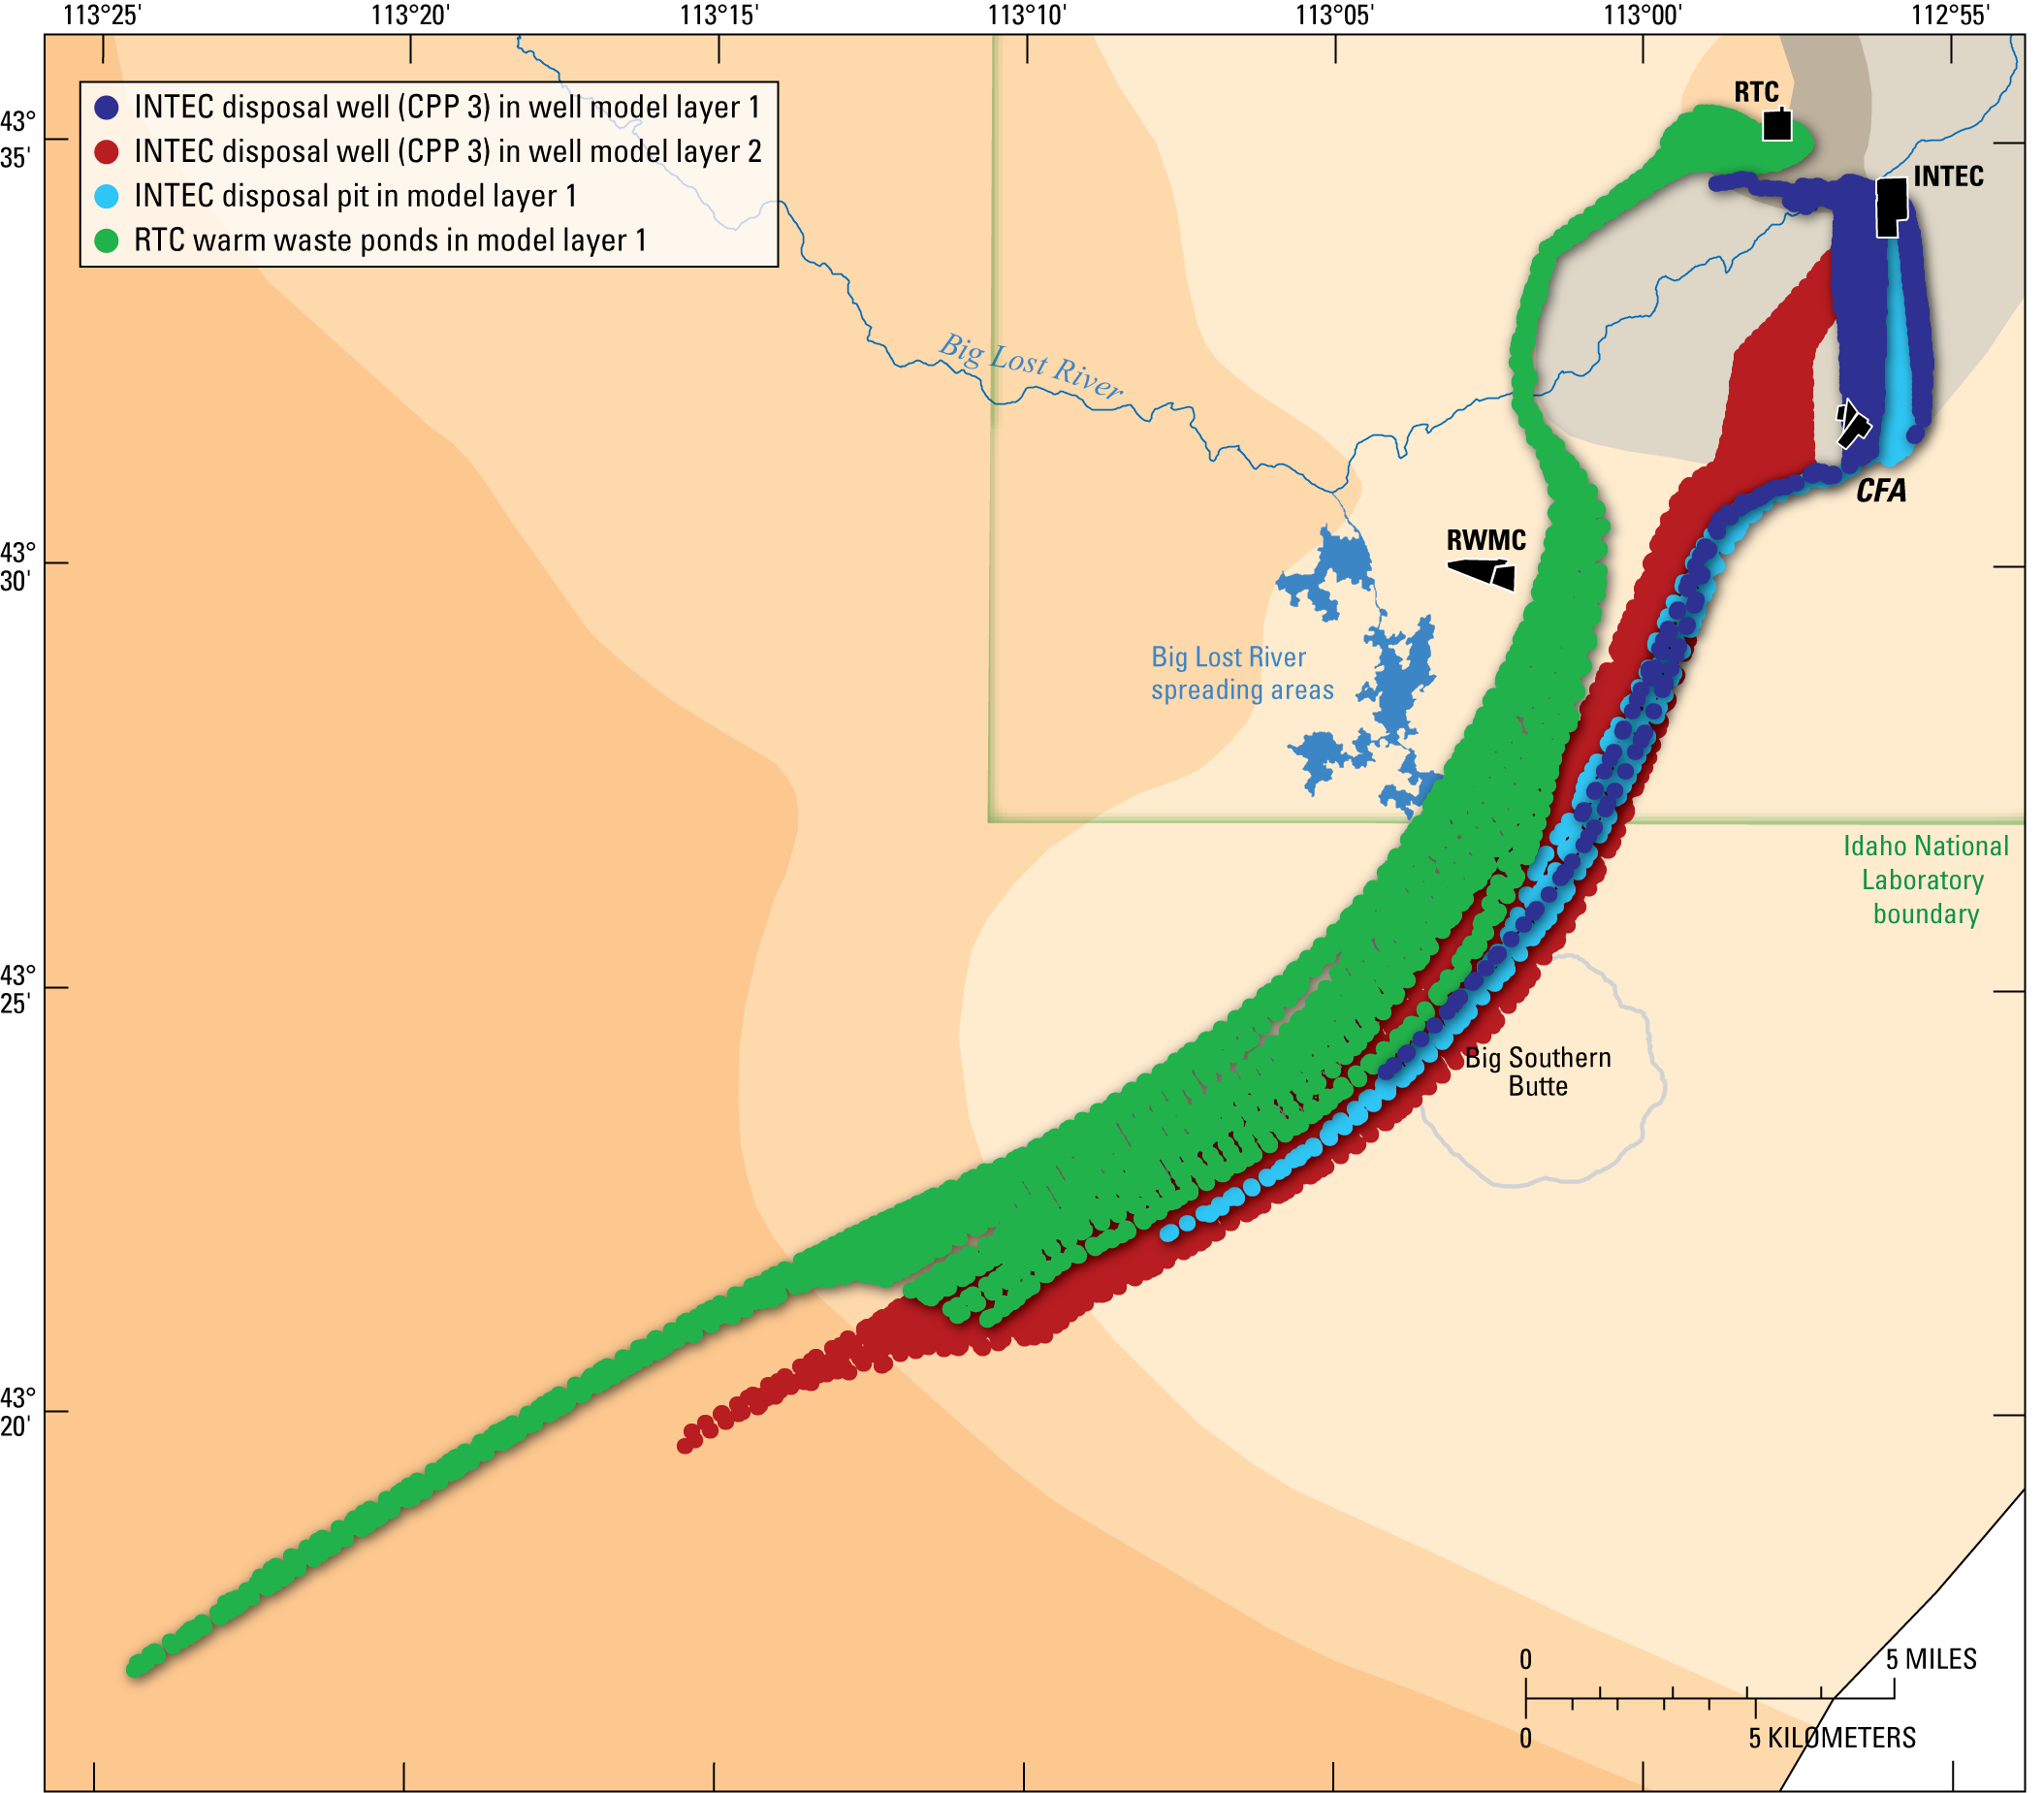 113°25' 113°20' 113°15' 113°10' 113°05' 113°00' 112°55'
43°
35'
43°
30'
43°
25'
43°
20'
INTEC disposal well (CPP 3) in well model layer 1
INTEC disposal well (CPP 3) in well model layer 2
INTEC disposal pit in model layer 1
RTC warm waste ponds in model layer 1
RTC
INTEC
Big Lost River
CFA
RWMC
Big Lost River
spreading areas
Idaho National
Laboratory
boundary
Big Southern
Butte
0 5 MILES
0 5 KILOMETERS